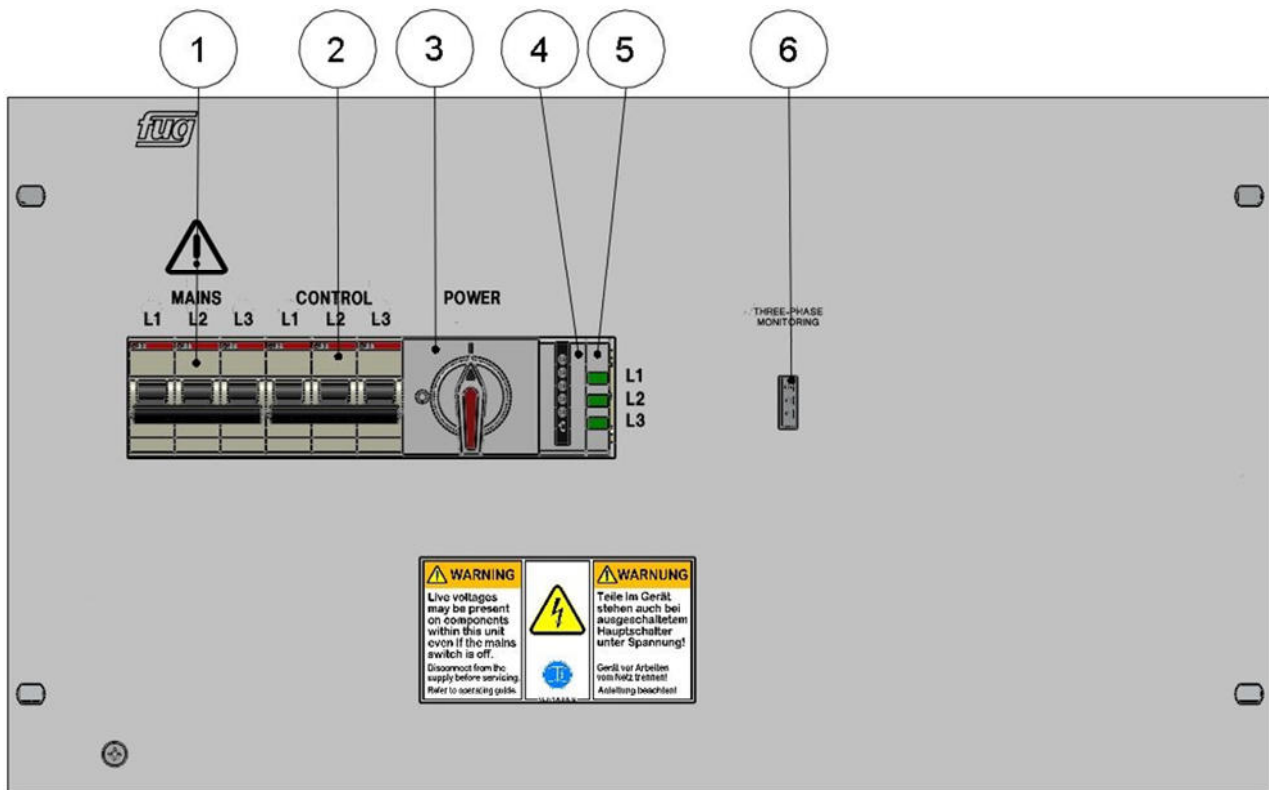 1 2 3 4 5 6
fug
MAINS CONTROL POWER
L1 L2 L3 L1 L2 L3
THREE-PHASE
MONITORING
L1
L2
L3
WARNING
Live voltages
may be present
on components
within this unit
even if the mains
switch is off.
Disconnect from the
supply before servicing.
Refer to operating guide.
WARNUNG
Teile im Gerät
stehen auch bei
ausgeschaltetem
Hauptschalter
unter Spannung!
Gerät vor Arbeiten
vom Netz trennen!
Anleitung beachten!